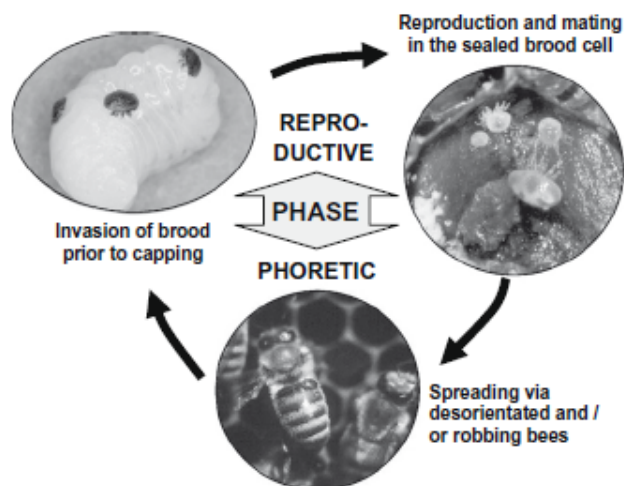 Reproduction and mating
in the sealed brood cell
REPRO-
DUCTIVE
PHASE
PHORETIC
Invasion of brood
prior to capping
Spreading via
desorientated and /
or robbing bees